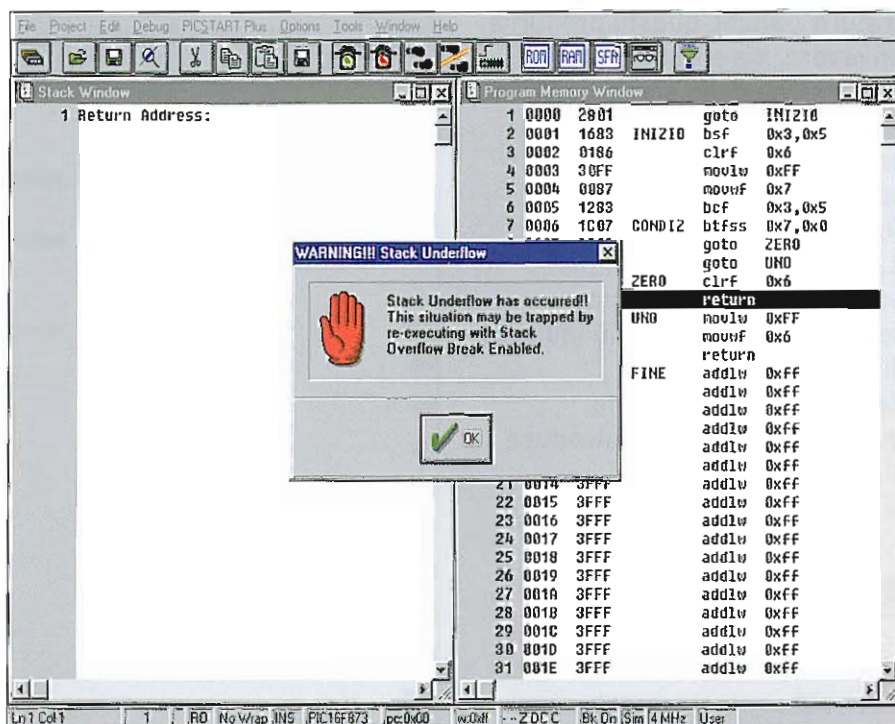 File Project Edit Debug PICSTART Plus Options Tools Window Help
ROM RAM SFR
Stack Window
1 Return Address:
Program Memory Window
1 0000 2801 goto INIZIO
2 0001 1683 INIZIO bsf 0x3,0x5
3 0002 0186 clrf 0x6
4 0003 30FF movlw 0xFF
5 0004 0087 movwf 0x7
6 0005 1283 bcf 0x3,0x5
7 0006 1C07 CONDIZ btfss 0x7,0x0
goto ZERO
goto UNO
ZERO clrf 0x6
return
UNO movlw 0xFF
movwf 0x6
return
FINE addlw 0xff
addlw 0xff
addlw 0xff
addlw 0xff
addlw 0xff
addlw 0xff
21 0014 3FFF addlw 0xff
22 0015 3FFF addlw 0xff
23 0016 3FFF addlw 0xff
24 0017 3FFF addlw 0xff
25 0018 3FFF addlw 0xff
26 0019 3FFF addlw 0xff
27 001A 3FFF addlw 0xff
28 001B 3FFF addlw 0xff
29 001C 3FFF addlw 0xff
30 001D 3FFF addlw 0xff
31 001E 3FFF addlw 0xff
WARNING!!! Stack Underflow
Stack Underflow has occurred!!
This situation may be trapped by
re-executing with Stack
Overflow Break Enabled.
OK
Ln 1 Col 1 1 RO No Wrap INS PIC16F873 pc:0x00 w:0xff --Z DC C Bk On Sim 4 MHz User